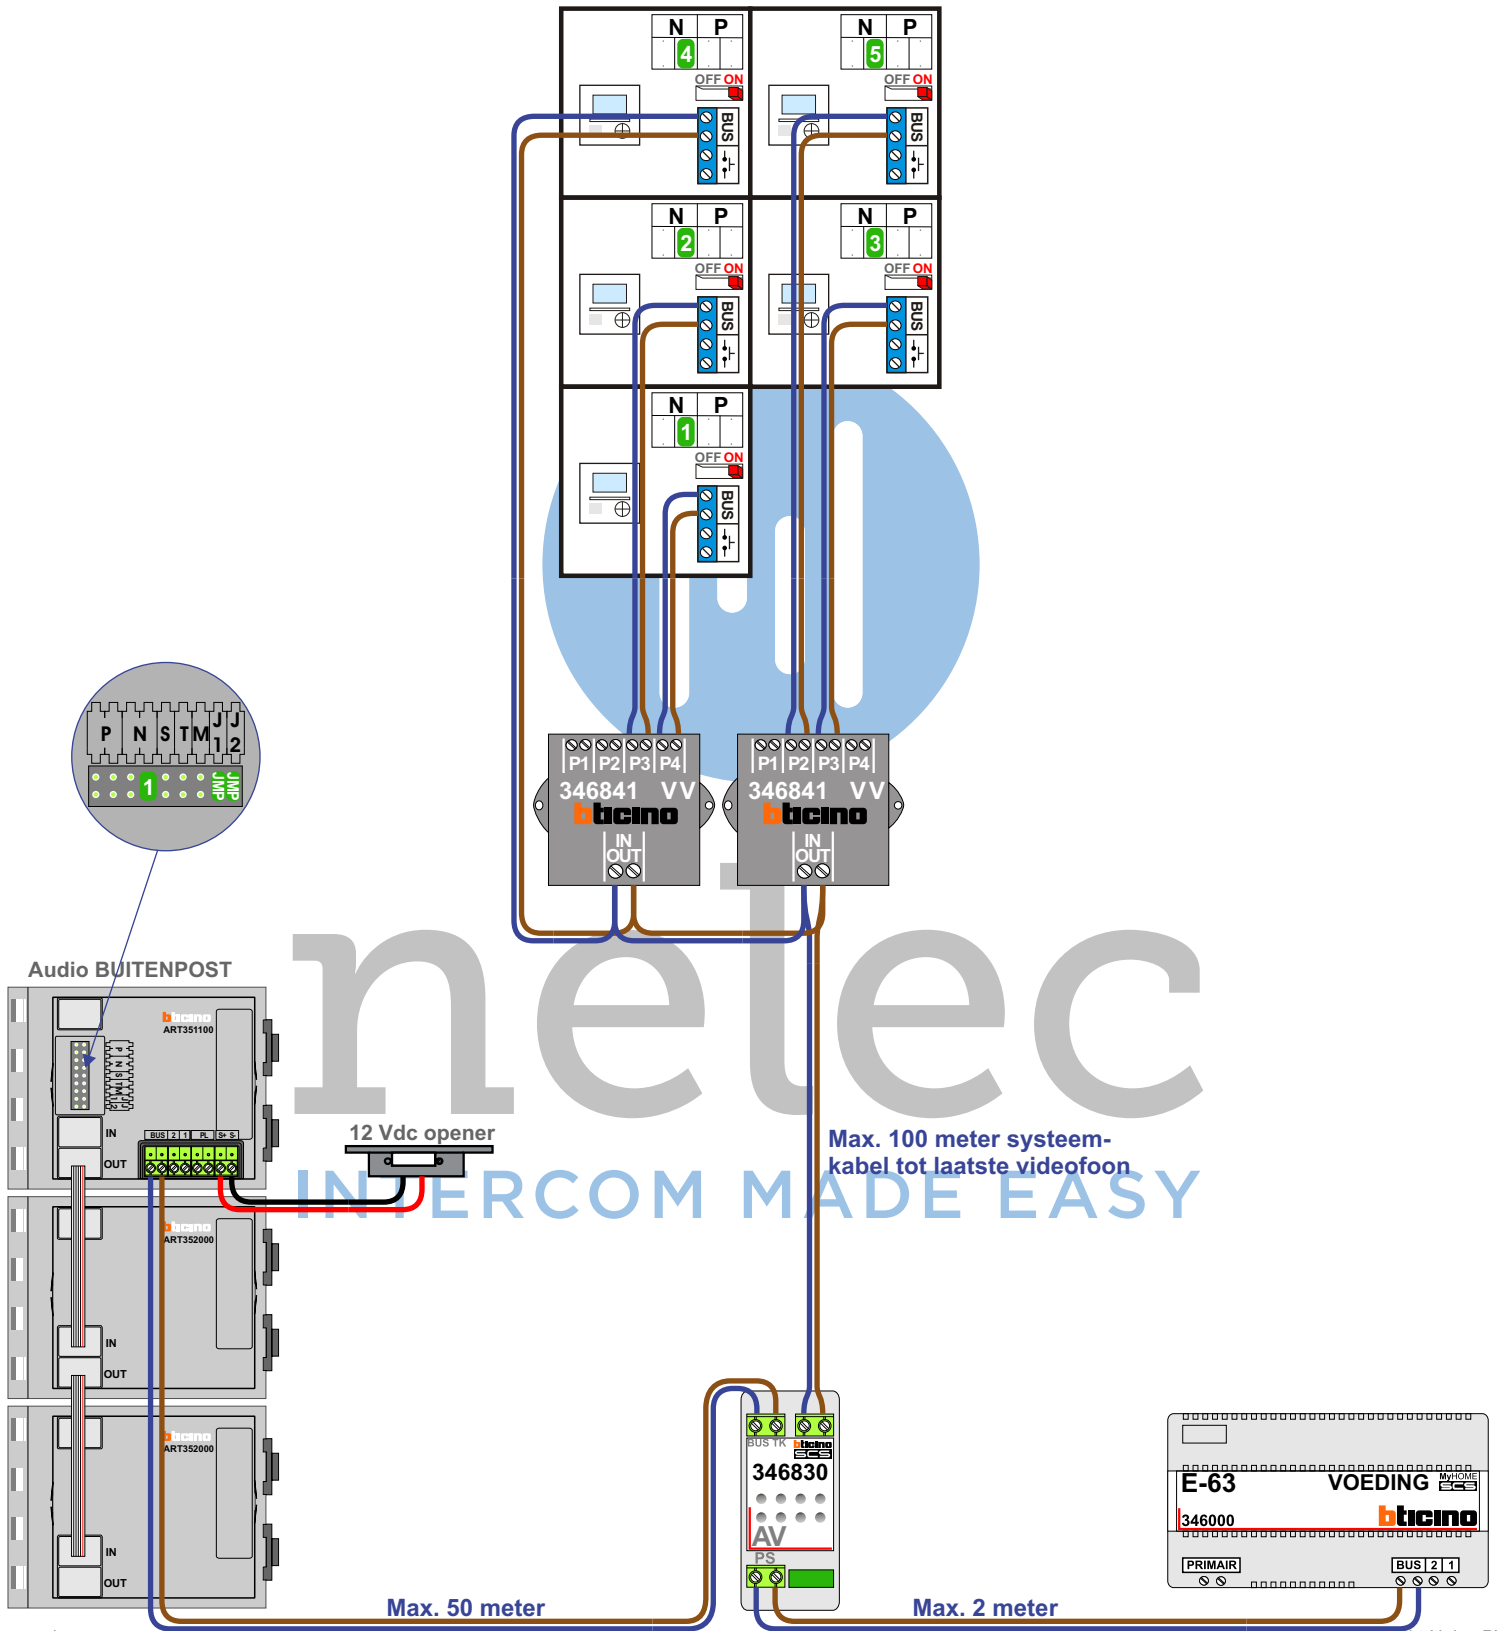 N P
4
OFF ON
BUS
N P
5
OFF ON
BUS
N P
2
OFF ON
BUS
N P
3
OFF ON
BUS
N P
1
OFF ON
BUS
P N S T M J1 J2
1 JMP JMP
P1 P2 P3 P4
346841 VV
bticino
IN
OUT
P1 P2 P3 P4
346841 VV
bticino
IN
OUT
nelec
INTERCOM MADE EASY
Audio BUITENPOST
bticino
ART351100
P N S T M J1 J2
IN
OUT
BUS 2 1 PL S+ S-
12 Vdc opener
Max. 100 meter systeem-
kabel tot laatste videofoon
bticino
ART352000
IN
OUT
bticino
ART352000
IN
OUT
BUS TK
bticino
SCS
346830
AV
PS
E-63 VOEDING MyHOME
SCS
346000 bticino
PRIMAIR
BUS 2 1
Max. 50 meter
Max. 2 meter